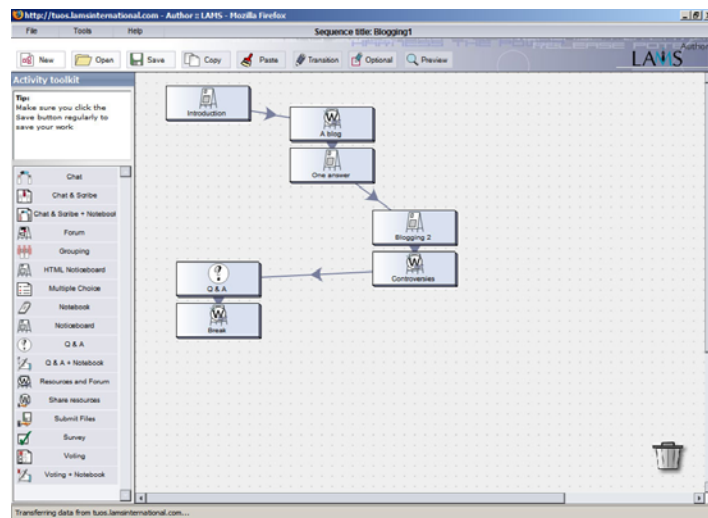 http://tuos.lamsinternational.com - Author :: LAMS - Mozilla Firefox
File Tools Help Sequence title: Blogging1
New Open Save Copy Paste Transition Optional Preview LAMS Author
Activity toolkit
Tip:
Make sure you click the
Save button regularly to
save your work
Chat
Chat & Scribe
Chat & Scribe + Notebook
Forum
Grouping
HTML Noticeboard
Multiple Choice
Notebook
Noticeboard
Q & A
Q & A + Notebook
Resources and Forum
Share resources
Submit Files
Survey
Voting
Voting + Notebook
Introduction
A blog
One answer
Blogging 2
Controversies
Q & A
Break
Transferring data from tuos.lamsinternational.com...